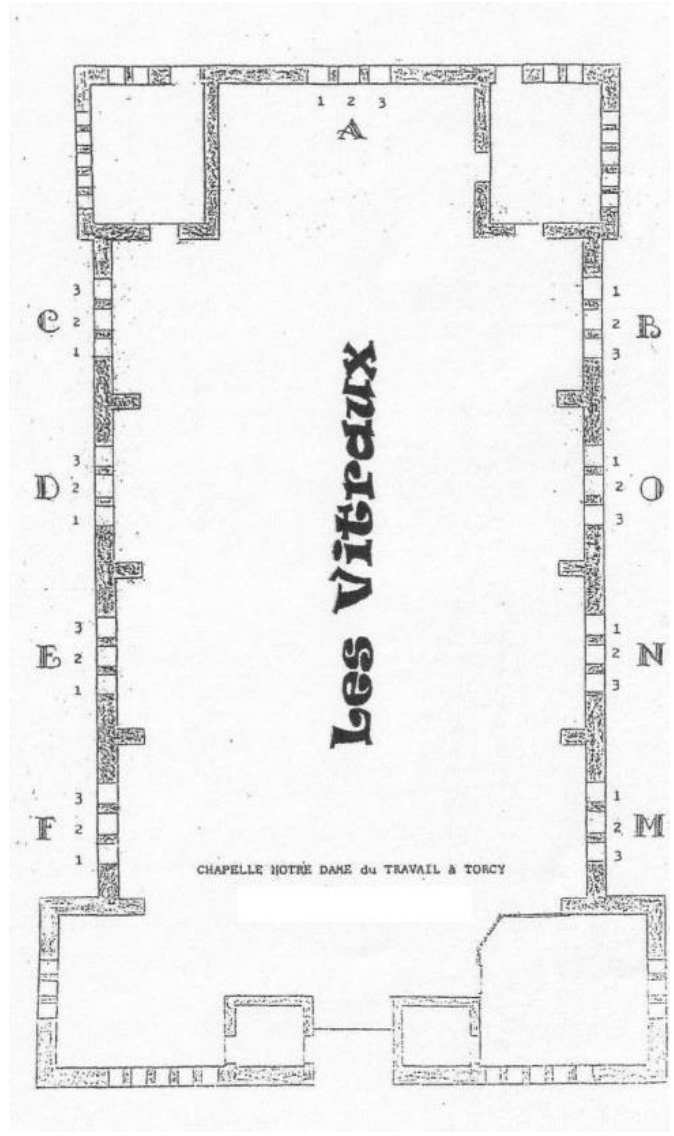 1 2 3
A
3 1
C 2 2 B
1 3
3 1
D 2 2 O
1 3
3 1
E 2 2 N
1 3
3 1
F 2 2 M
1 3
Les Vitraux
CHAPELLE NOTRE DAME du TRAVAIL à TORCY